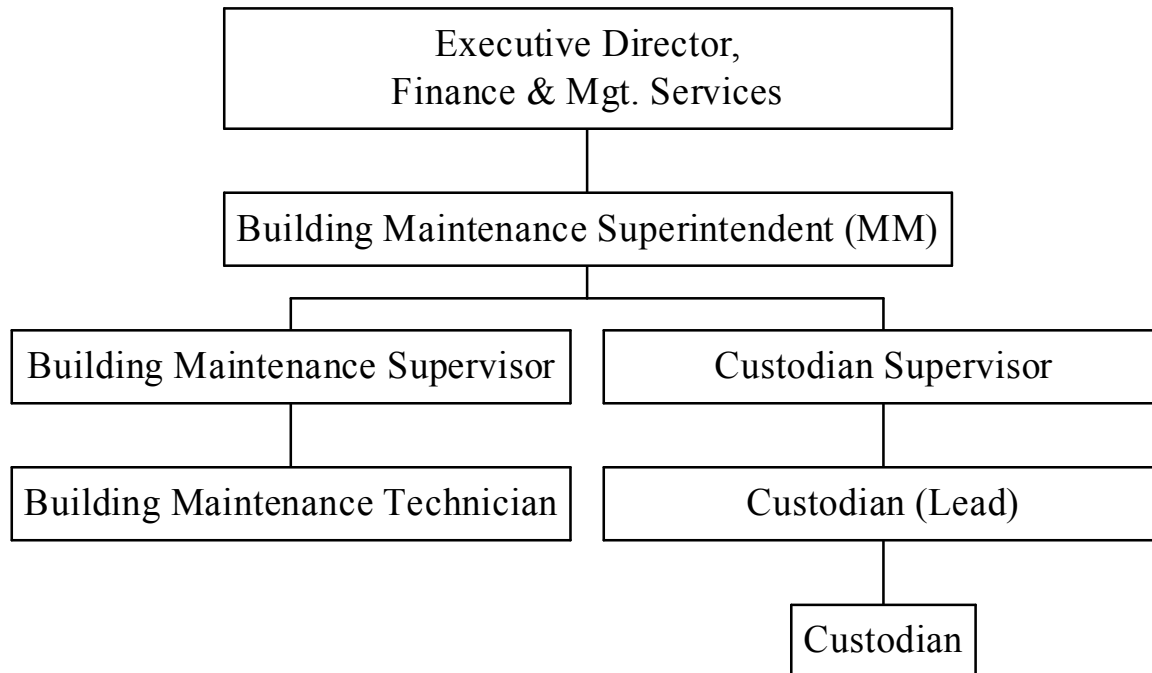 Executive Director,
Finance & Mgt. Services
Building Maintenance Superintendent (MM)
Building Maintenance Supervisor
Custodian Supervisor
Building Maintenance Technician
Custodian (Lead)
Custodian